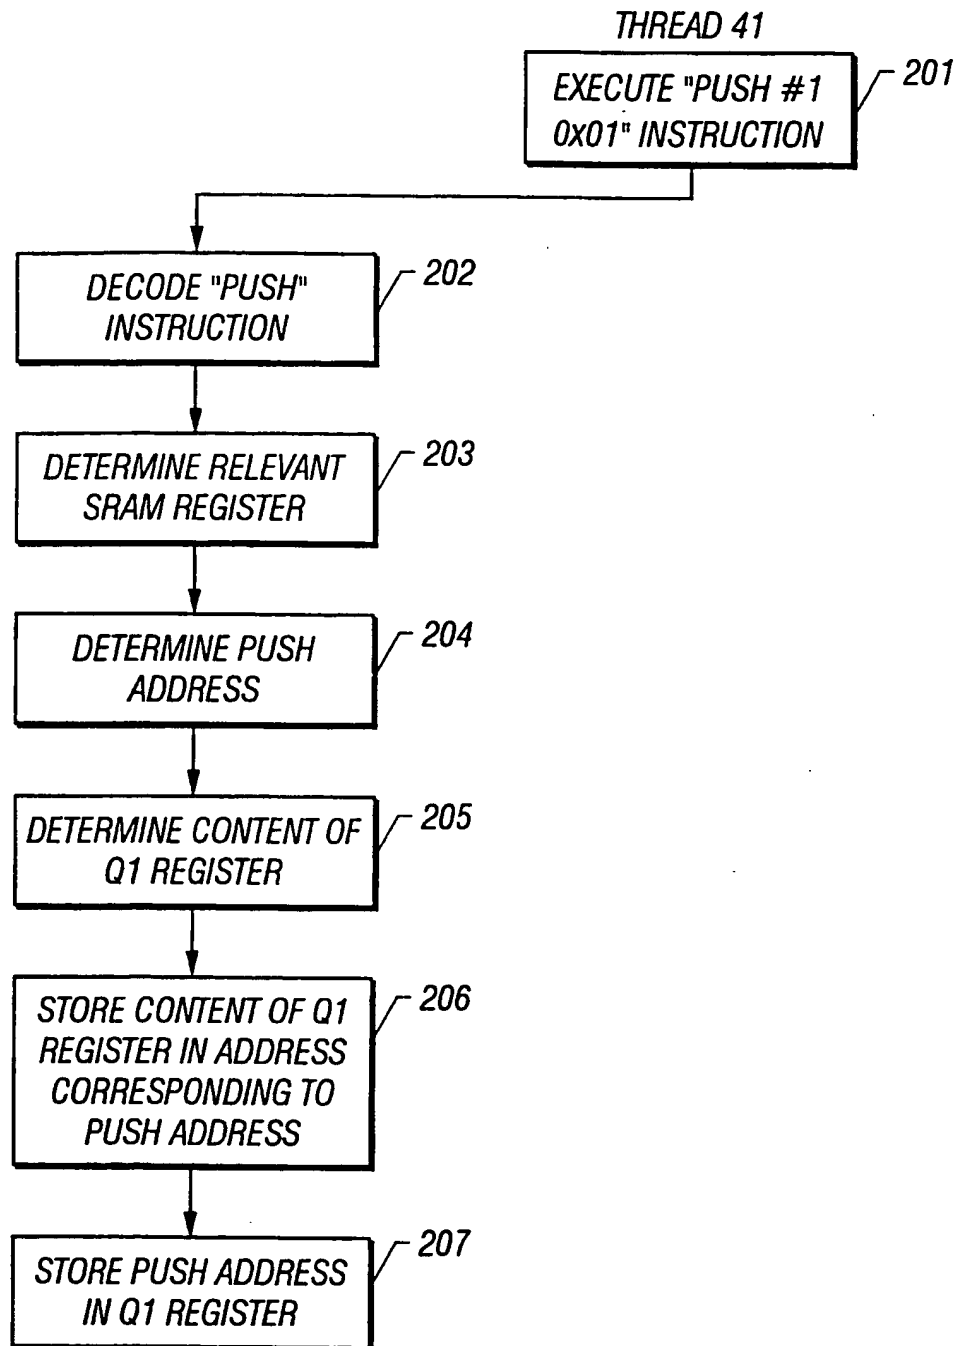 THREAD 41
EXECUTE "PUSH #1
0x01" INSTRUCTION
201
DECODE "PUSH"
INSTRUCTION
202
DETERMINE RELEVANT
SRAM REGISTER
203
DETERMINE PUSH
ADDRESS
204
DETERMINE CONTENT OF
Q1 REGISTER
205
STORE CONTENT OF Q1
REGISTER IN ADDRESS
CORRESPONDING TO
PUSH ADDRESS
206
STORE PUSH ADDRESS
IN Q1 REGISTER
207